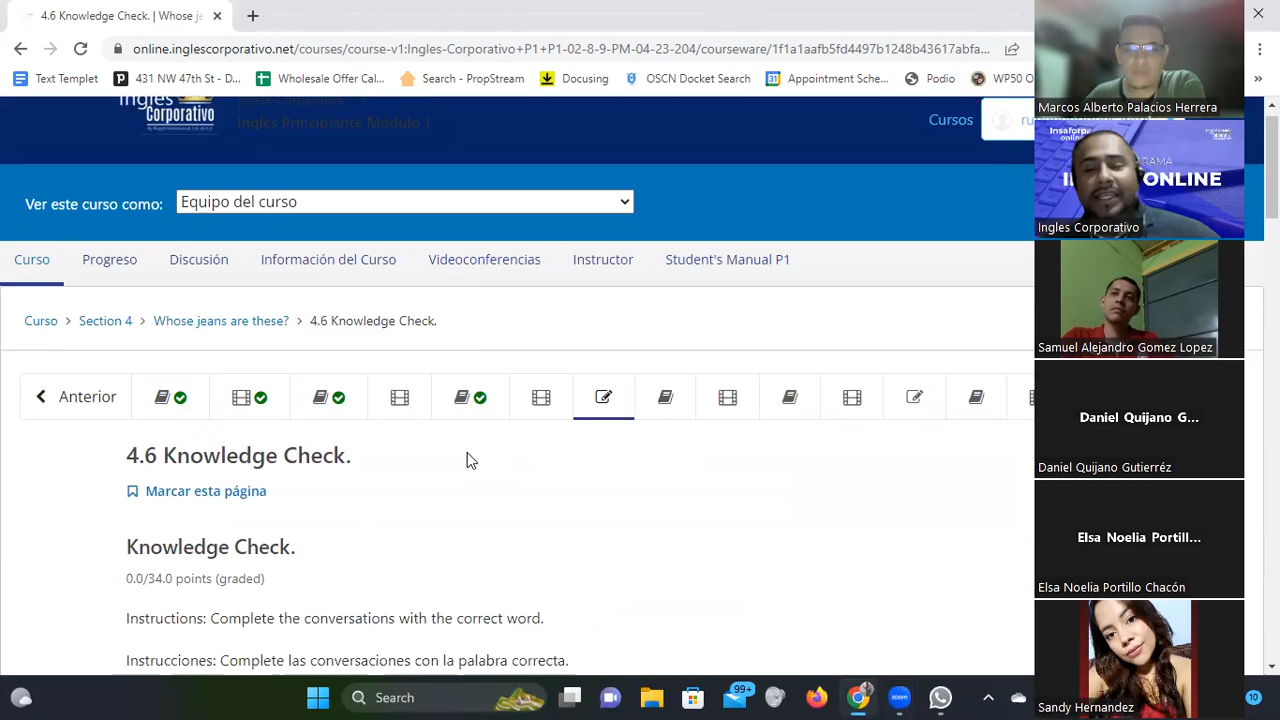 4.6 Knowledge Check. | Whose je
online.inglescorporativo.net/courses/course-v1:Ingles-Corporativo+P1+P1-02-8-9-PM-04-23-204/courseware/1f1a1aafb5fd4497b1248b43617abfa...
Text Templet
431 NW 47th St - D...
Wholesale Offer Cal...
Search - PropStream
Docusing
OSCN Docket Search
Appointment Sche...
Podio
WP50 O
Ingles
Corporativo
Inglés Principiante Módulo I
Cursos
Ver este curso como:
Equipo del curso
Curso
Progreso
Discusión
Información del Curso
Videoconferencias
Instructor
Student's Manual P1
Curso > Section 4 > Whose jeans are these? > 4.6 Knowledge Check.
Anterior
4.6 Knowledge Check.
Marcar esta página
Knowledge Check.
0.0/34.0 points (graded)
Instructions: Complete the conversations with the correct word.
Instrucciones: Complete las conversaciones con la palabra correcta.
Marcos Alberto Palacios Herrera
ONLINE
Ingles Corporativo
Samuel Alejandro Gomez Lopez
Daniel Quijano G...
Daniel Quijano Gutierréz
Elsa Noelia Portill...
Elsa Noelia Portillo Chacón
Sandy Hernandez
Search
99+
10